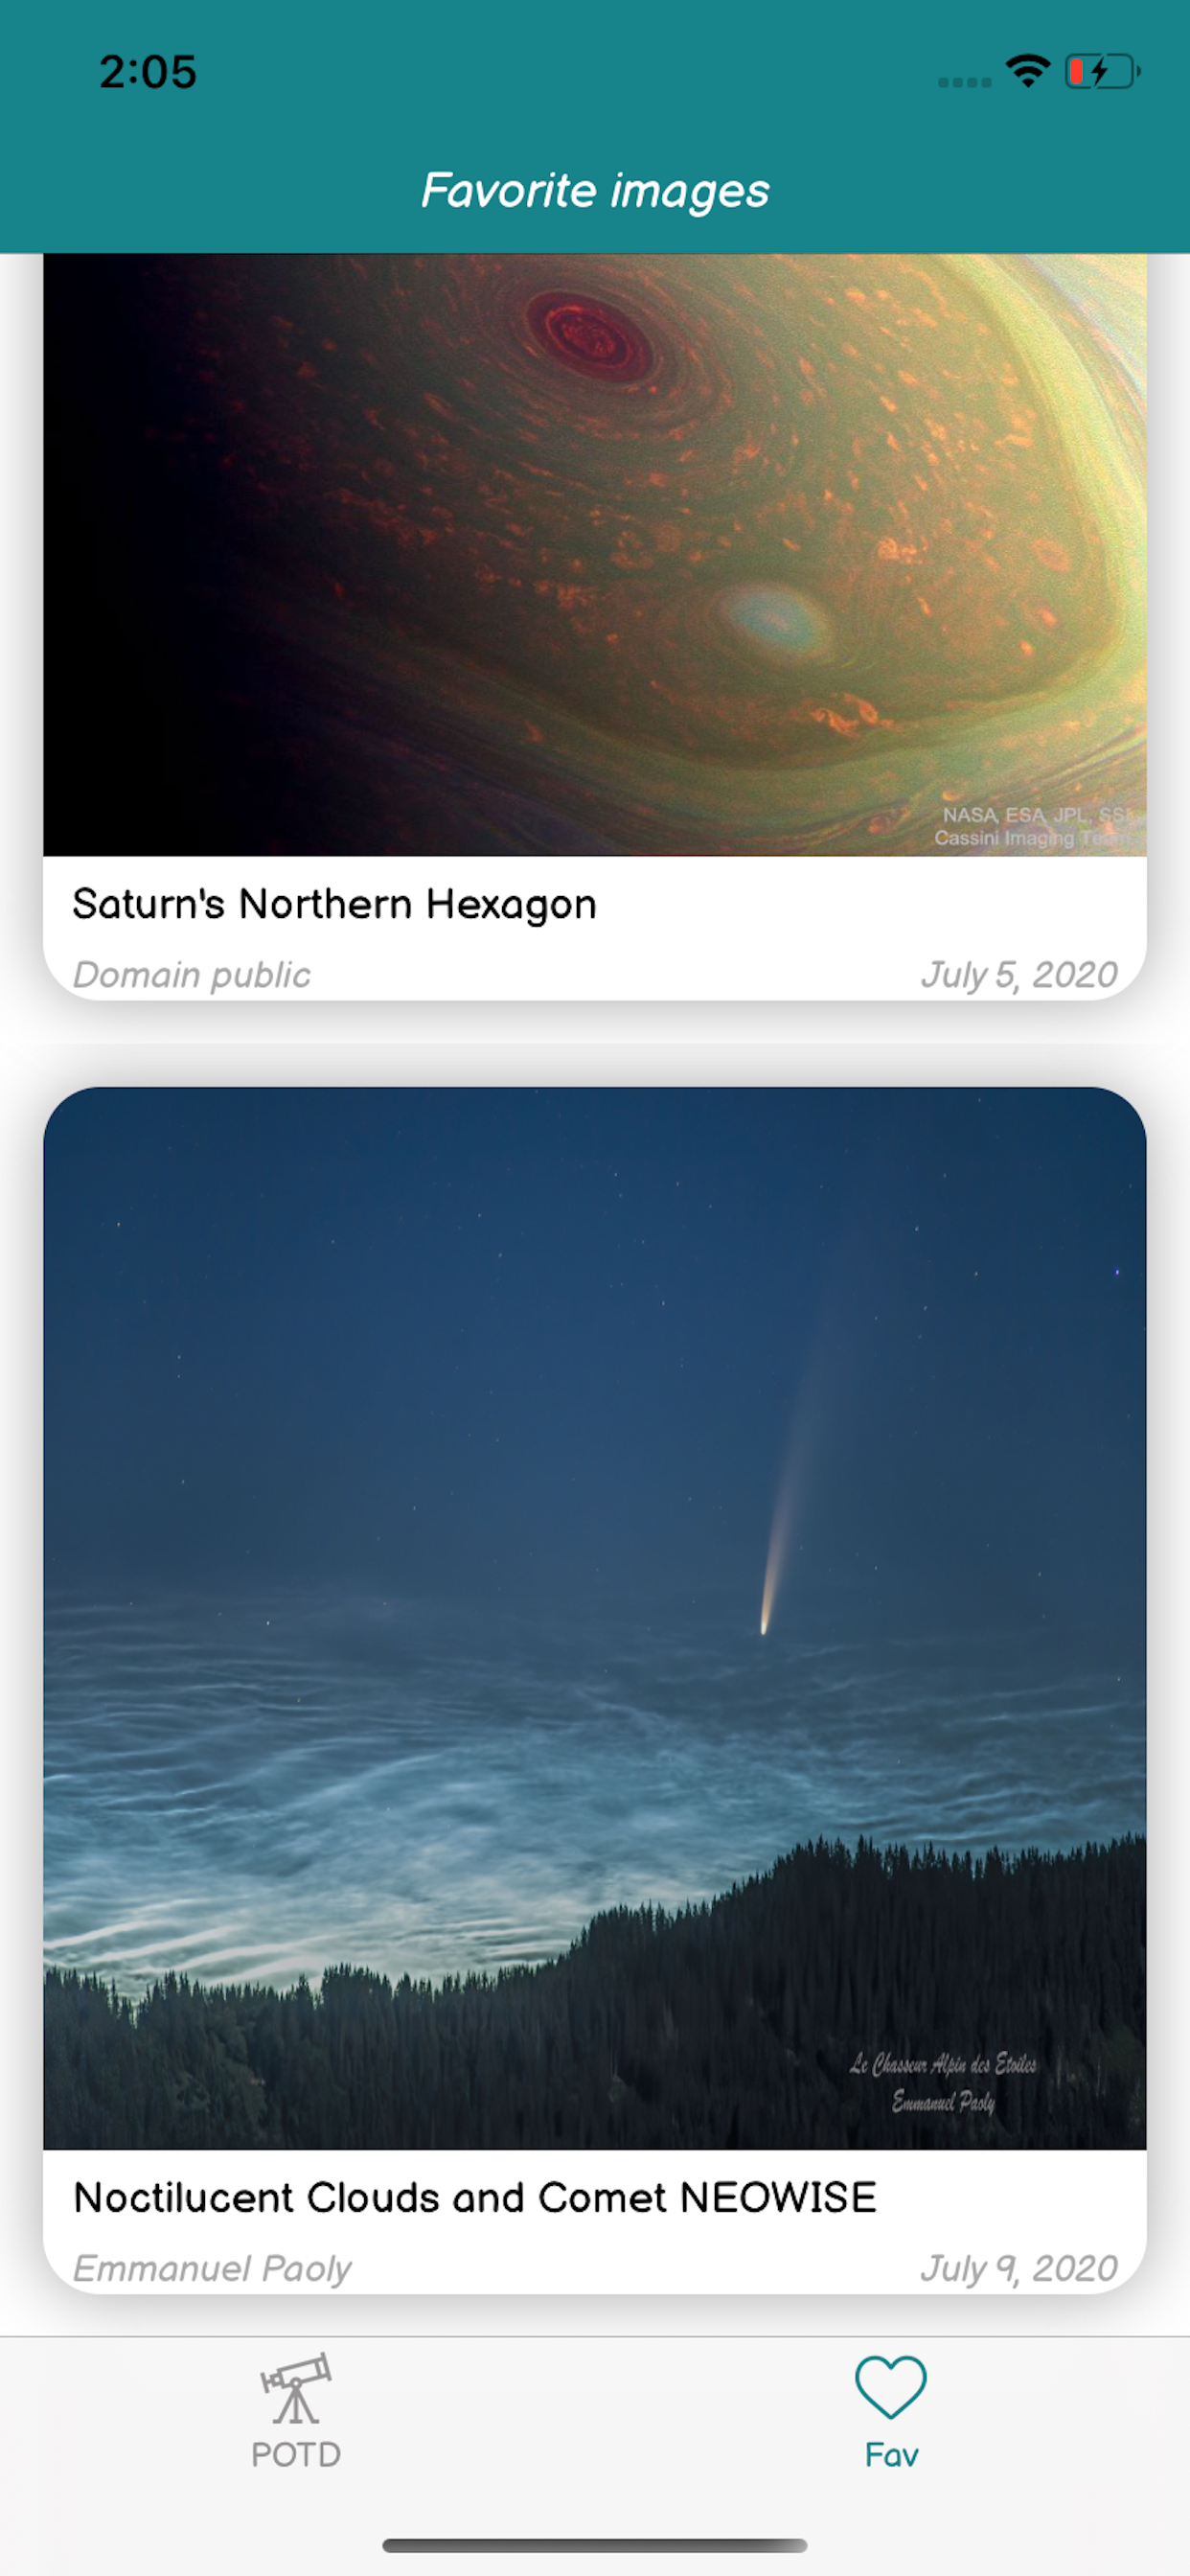 2:05
Favorite images
NASA, ESA, JPL, SSI,
Cassini Imaging Team
Saturn's Northern Hexagon
Domain public July 5, 2020
Le Chasseur Alpin des Etoiles
Emmanuel Paoly
Noctilucent Clouds and Comet NEOWISE
Emmanuel Paoly July 9, 2020
POTD Fav